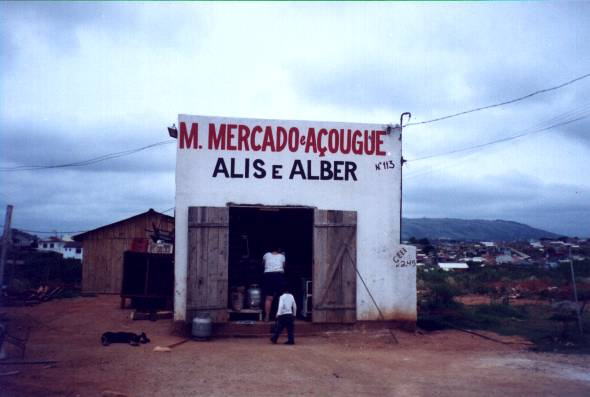 M. MERCADO e AÇOUGUE
ALIS E ALBER
Nº 113